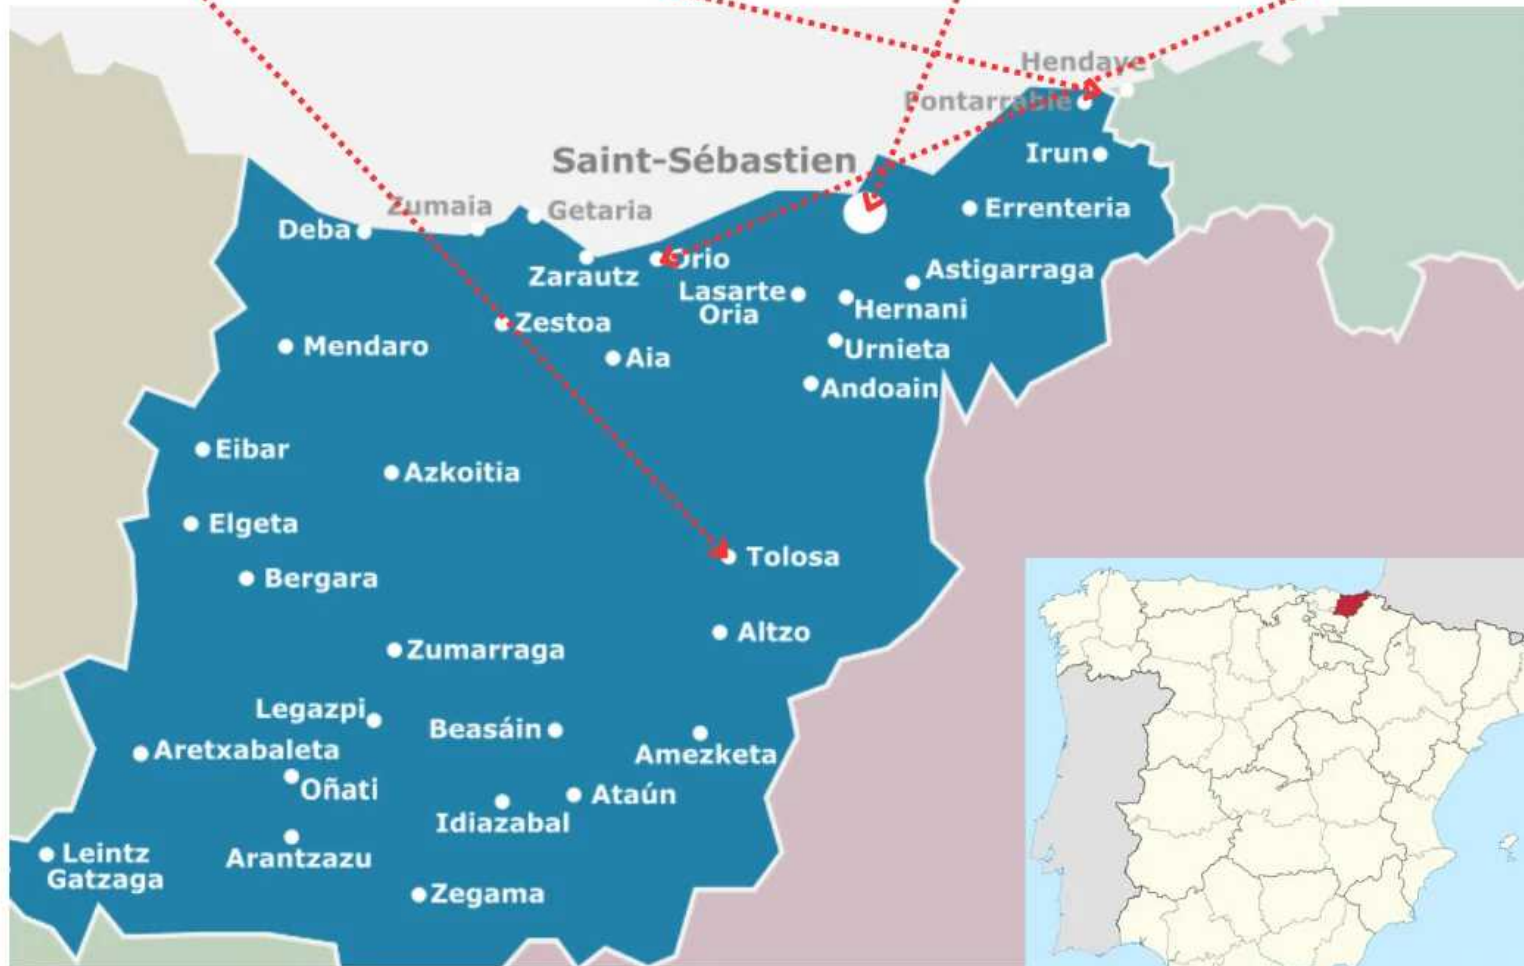 Hendaye
Fontarrabie
Saint-Sébastien
Irun
Zumaia
Getaria
Errenteria
Deba
Orio
Zarautz
Astigarraga
Lasarte
Oria
Hernani
Zestoa
Mendaro
Urnieta
Aia
Andoain
Eibar
Azkoitia
Elgeta
Tolosa
Bergara
Altzo
Zumarraga
Legazpi
Beasáin
Aretxabaleta
Amezketa
Oñati
Ataún
Idiazabal
Leintz
Gatzaga
Arantzazu
Zegama